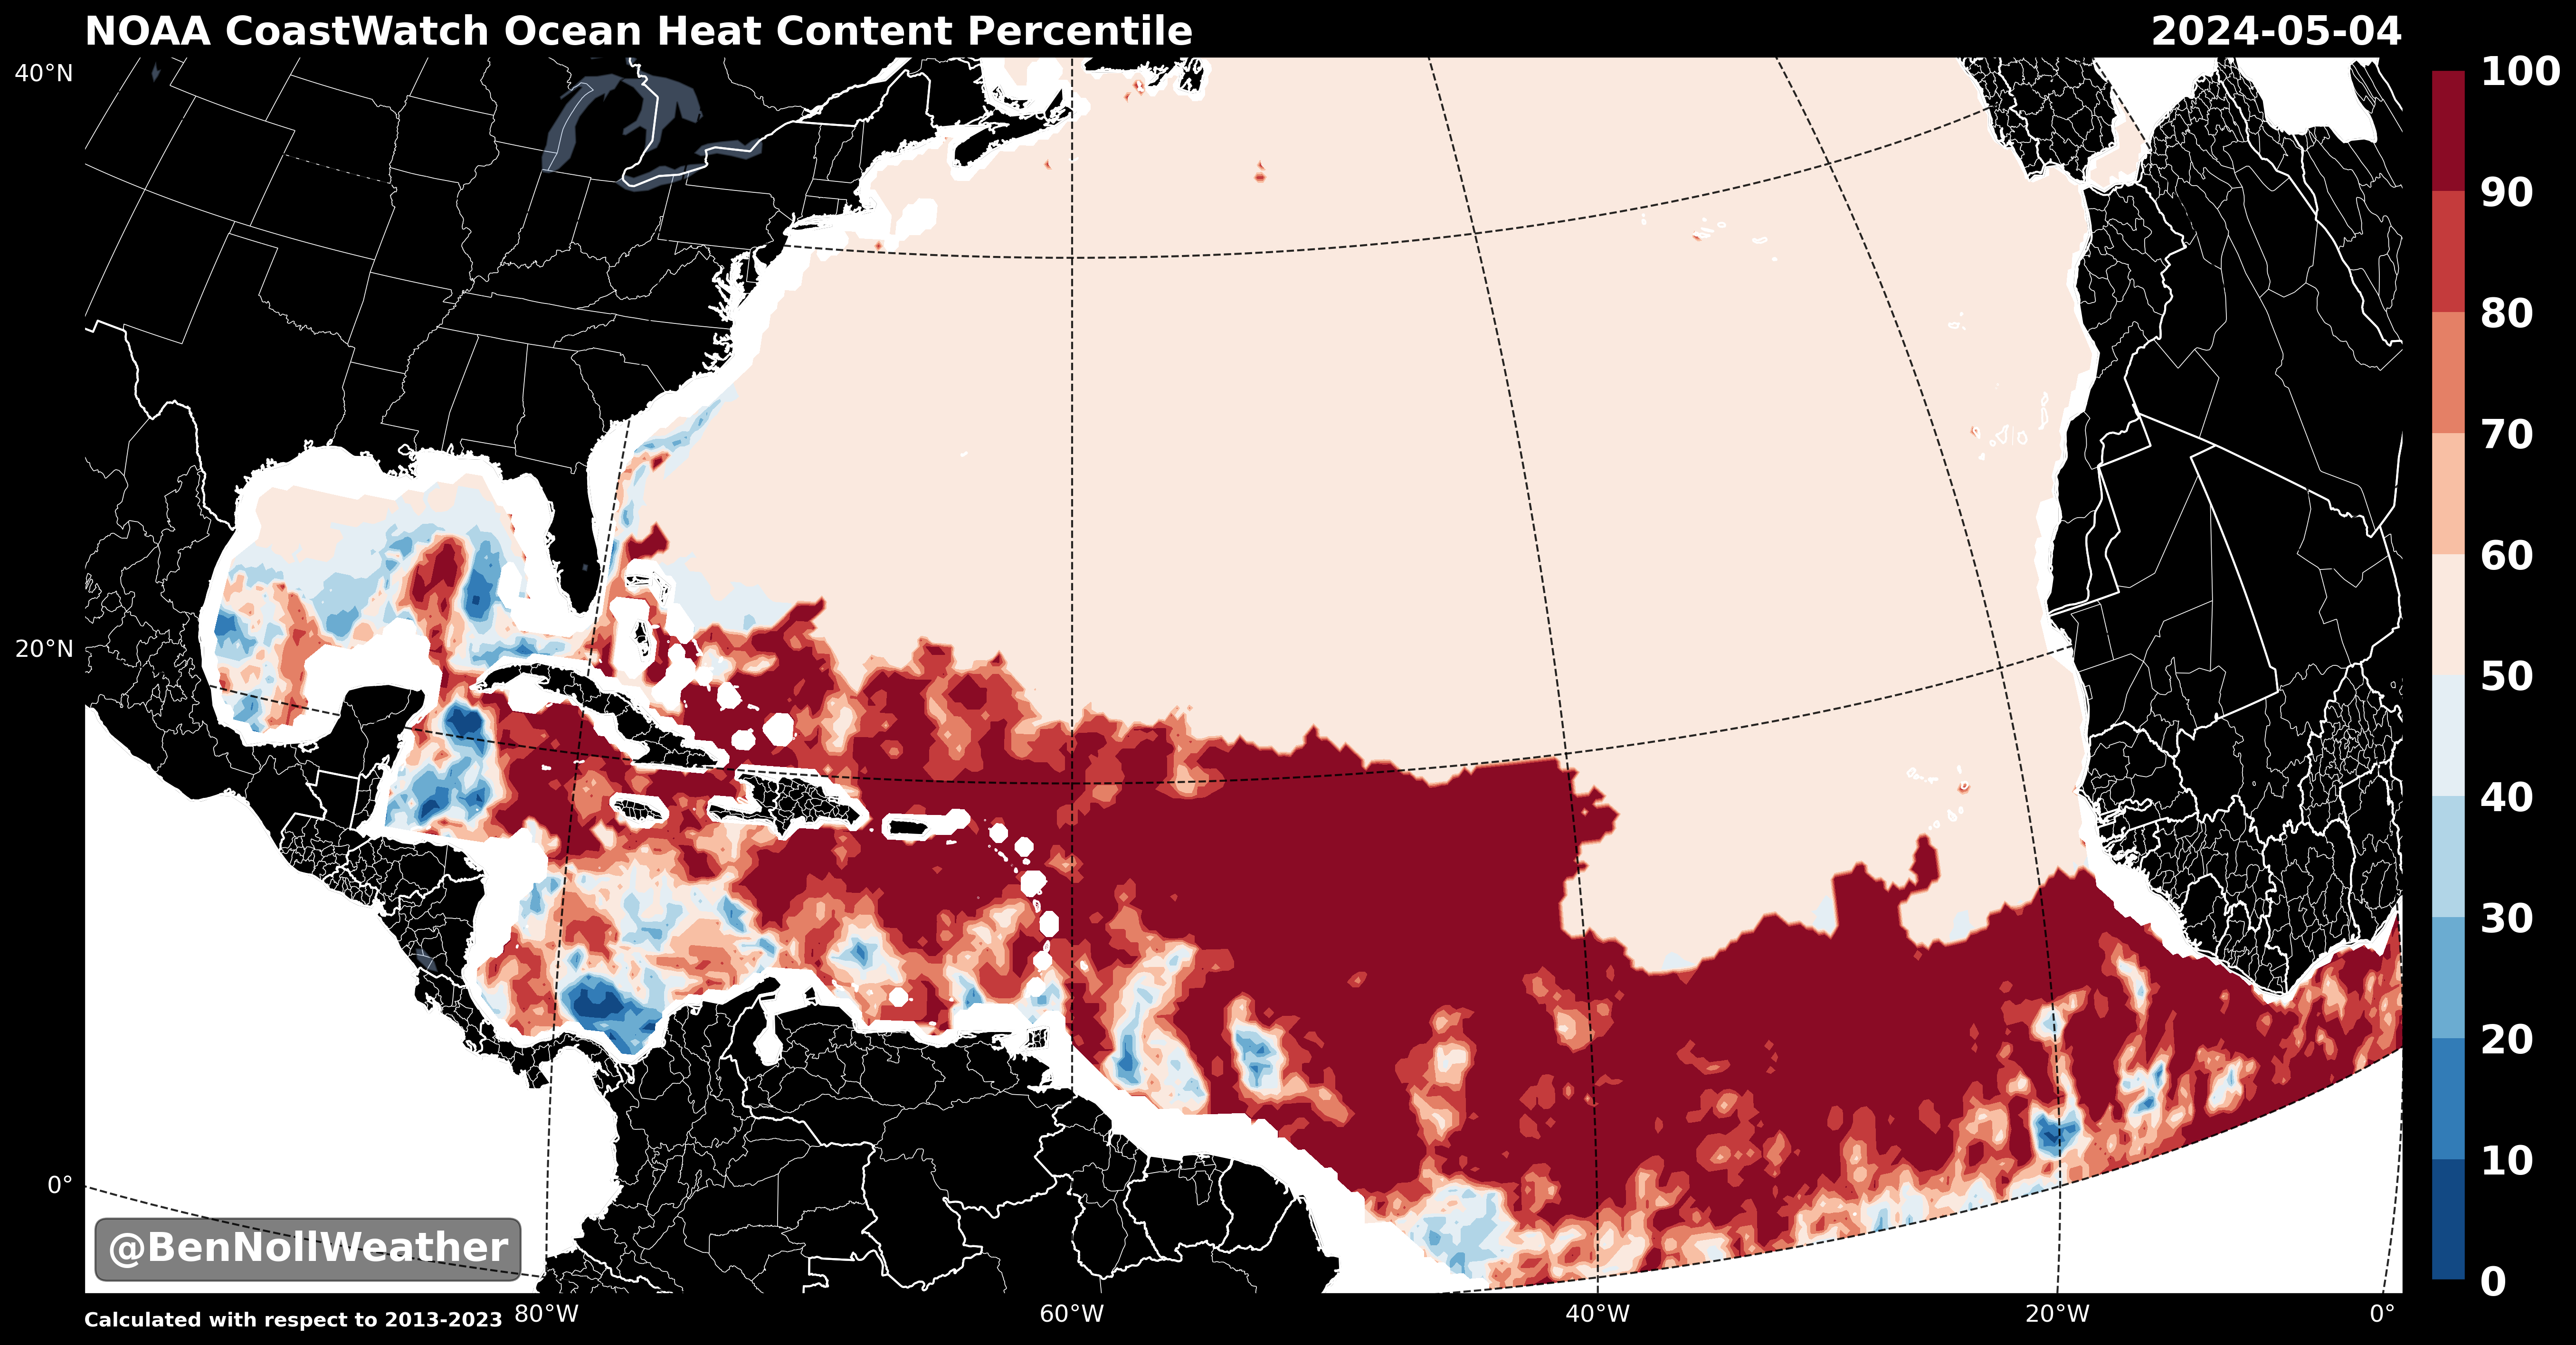 NOAA CoastWatch Ocean Heat Content Percentile 2024-05-04
40°N
20°N
0°
100
90
80
70
60
50
40
30
20
10
0
@BenNollWeather
Calculated with respect to 2013-2023
80°W 60°W 40°W 20°W 0°